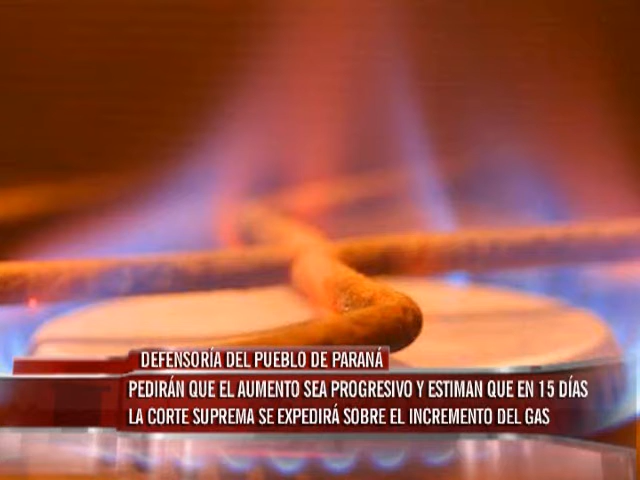 DEFENSORÍA DEL PUEBLO DE PARANÁ
PEDIRÁN QUE EL AUMENTO SEA PROGRESIVO Y ESTIMAN QUE EN 15 DÍAS
LA CORTE SUPREMA SE EXPEDIRÁ SOBRE EL INCREMENTO DEL GAS